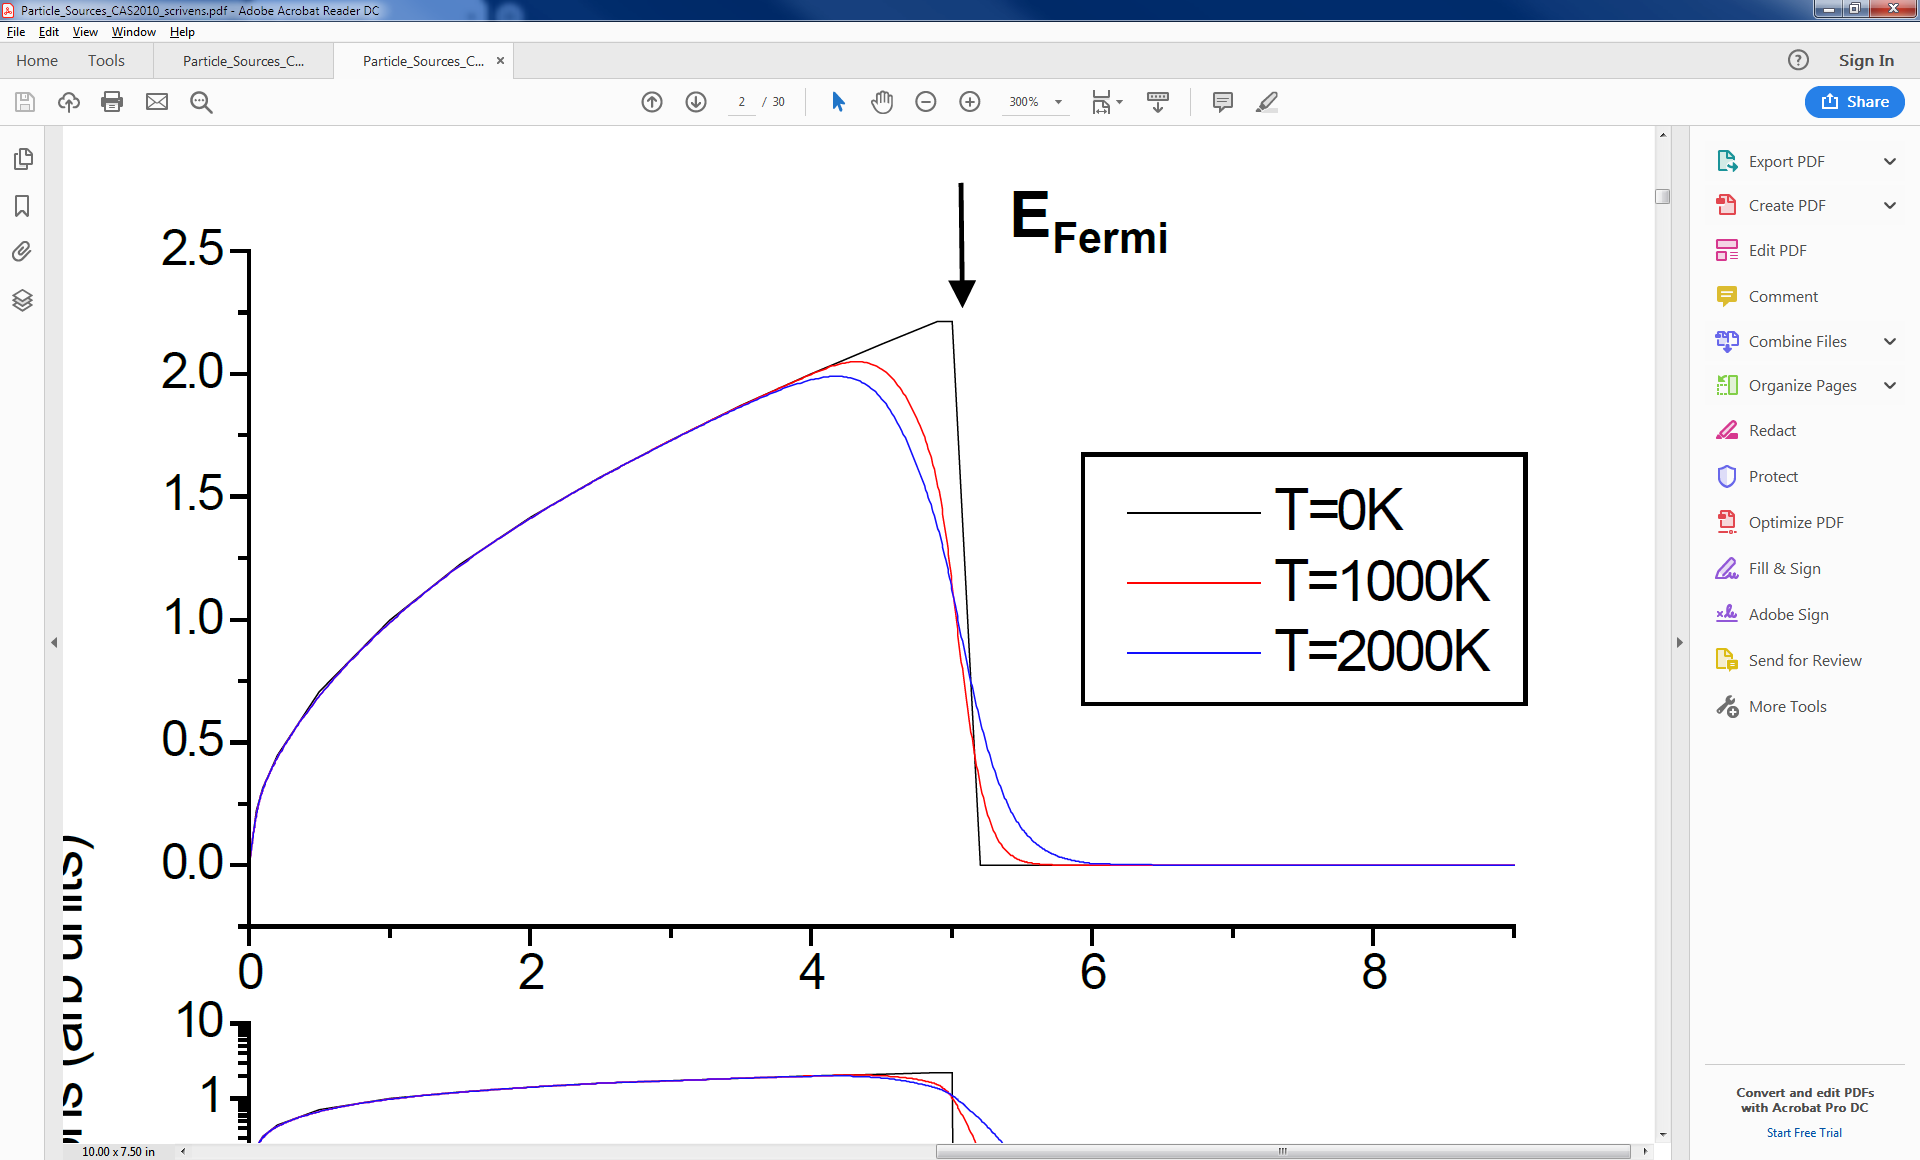 Particle_Sources_CAS2010_scrivens.pdf - Adobe Acrobat Reader DC
File Edit View Window Help
Home Tools Particle_Sources_C... Particle_Sources_C... × ? Sign In
2 / 30 300% Share
E Fermi
2.5
2.0
1.5
1.0
0.5
0.0
T=0K
T=1000K
T=2000K
0 2 4 6 8
10
1
(arb units)
Export PDF
Create PDF
Edit PDF
Comment
Combine Files
Organize Pages
Redact
Protect
Optimize PDF
Fill & Sign
Adobe Sign
Send for Review
More Tools
Convert and edit PDFs
with Acrobat Pro DC
Start Free Trial
10.00 x 7.50 in